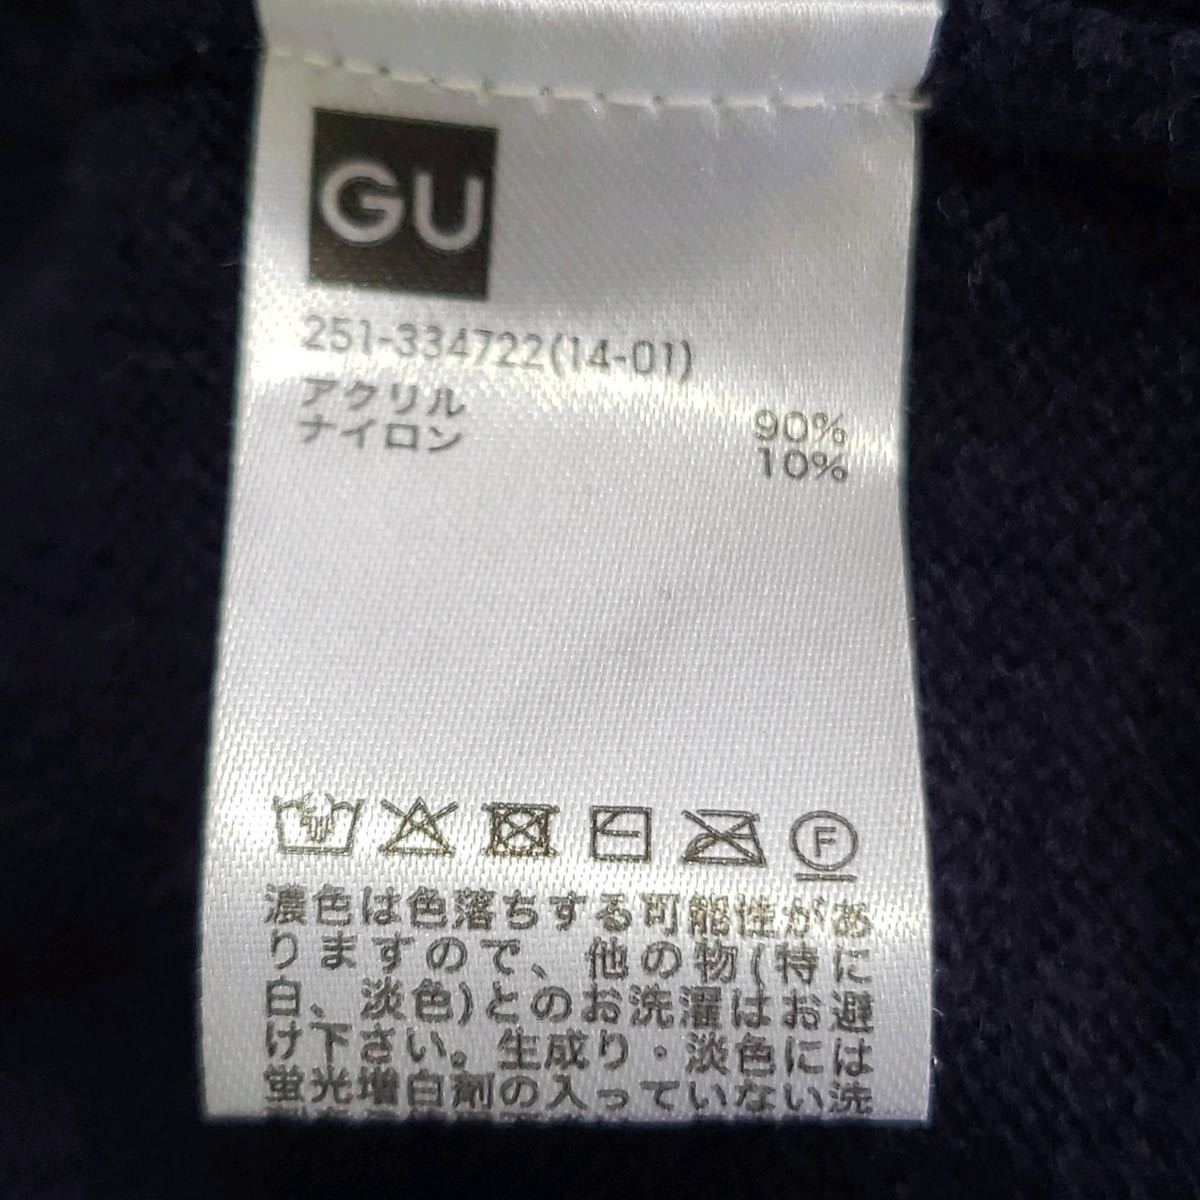 GU
251-334722(14-01)
アクリル 90%
ナイロン 10%
F
濃色は色落ちする可能性があ
りますので、他の物(特に
白、淡色)とのお洗濯はお避
け下さい。生成り・淡色には
蛍光増白剤の入っていない洗